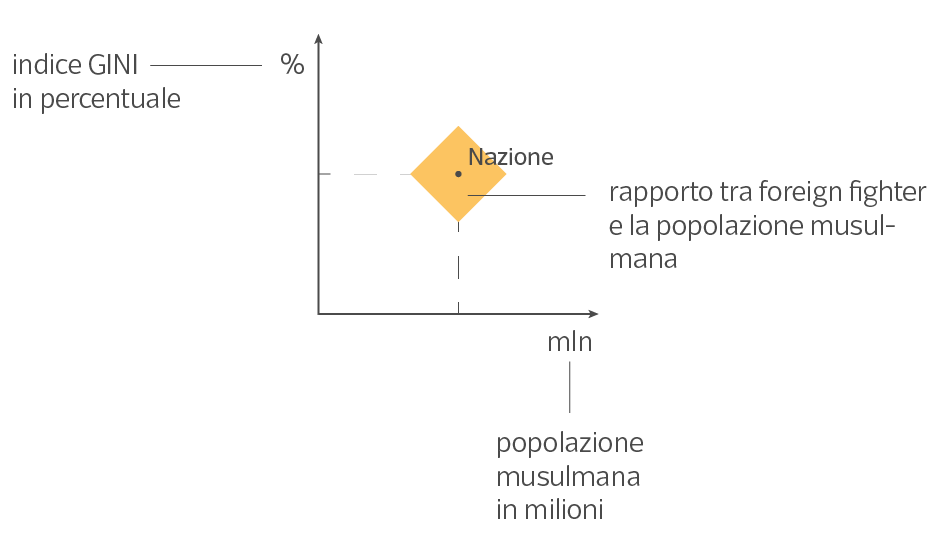 indice GINI
in percentuale
%
Nazione
rapporto tra foreign fighter
e la popolazione musul-
mana
mln
popolazione
musulmana
in milioni